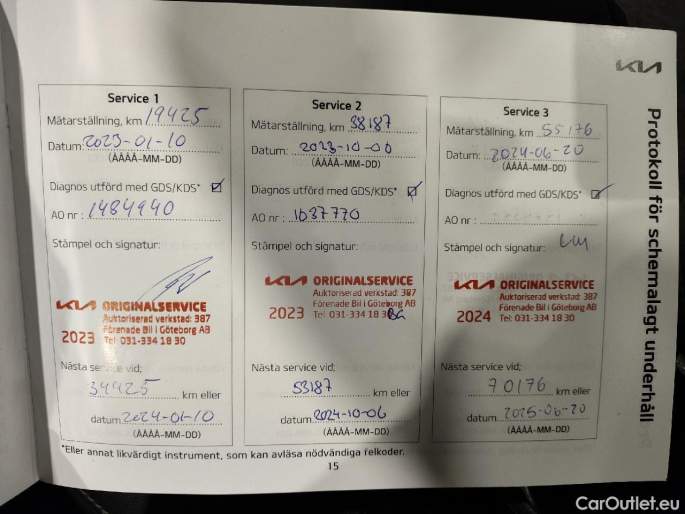 KIA
Protokoll för schemalagt underhåll
Service 1
Mätarställning, km 19425
Datum: 2023-01-10
(ÅÅÅÅ-MM-DD)
Diagnos utförd med GDS/KDS*
AO nr : 1484990
Stämpel och signatur:
KIA ORIGINALSERVICE
Auktoriserad verkstad: 387
Förenade Bil i Göteborg AB
2023 Tel: 031-334 18 30
Nästa service vid;
34425 km eller
datum 2024-01-10
(ÅÅÅÅ-MM-DD)
Service 2
Mätarställning, km 38187
Datum: 2023-10-06
(ÅÅÅÅ-MM-DD)
Diagnos utförd med GDS/KDS*
AO nr : 1037770
Stämpel och signatur:
KIA ORIGINALSERVICE
Auktoriserad verkstad: 387
Förenade Bil i Göteborg AB
2023 Tel: 031-334 18 30
Nästa service vid;
53187 km eller
datum 2024-10-06
(ÅÅÅÅ-MM-DD)
Service 3
Mätarställning, km 55176
Datum: 2024-06-20
(ÅÅÅÅ-MM-DD)
Diagnos utförd med GDS/KDS*
AO nr :
Stämpel och signatur:
KIA ORIGINALSERVICE
Auktoriserad verkstad: 387
Förenade Bil i Göteborg AB
2024 Tel: 031-334 18 30
Nästa service vid;
70176 km eller
datum 2025-06-20
(ÅÅÅÅ-MM-DD)
*Eller annat likvärdigt instrument, som kan avläsa nödvändiga felkoder.
15
CarOutlet.eu